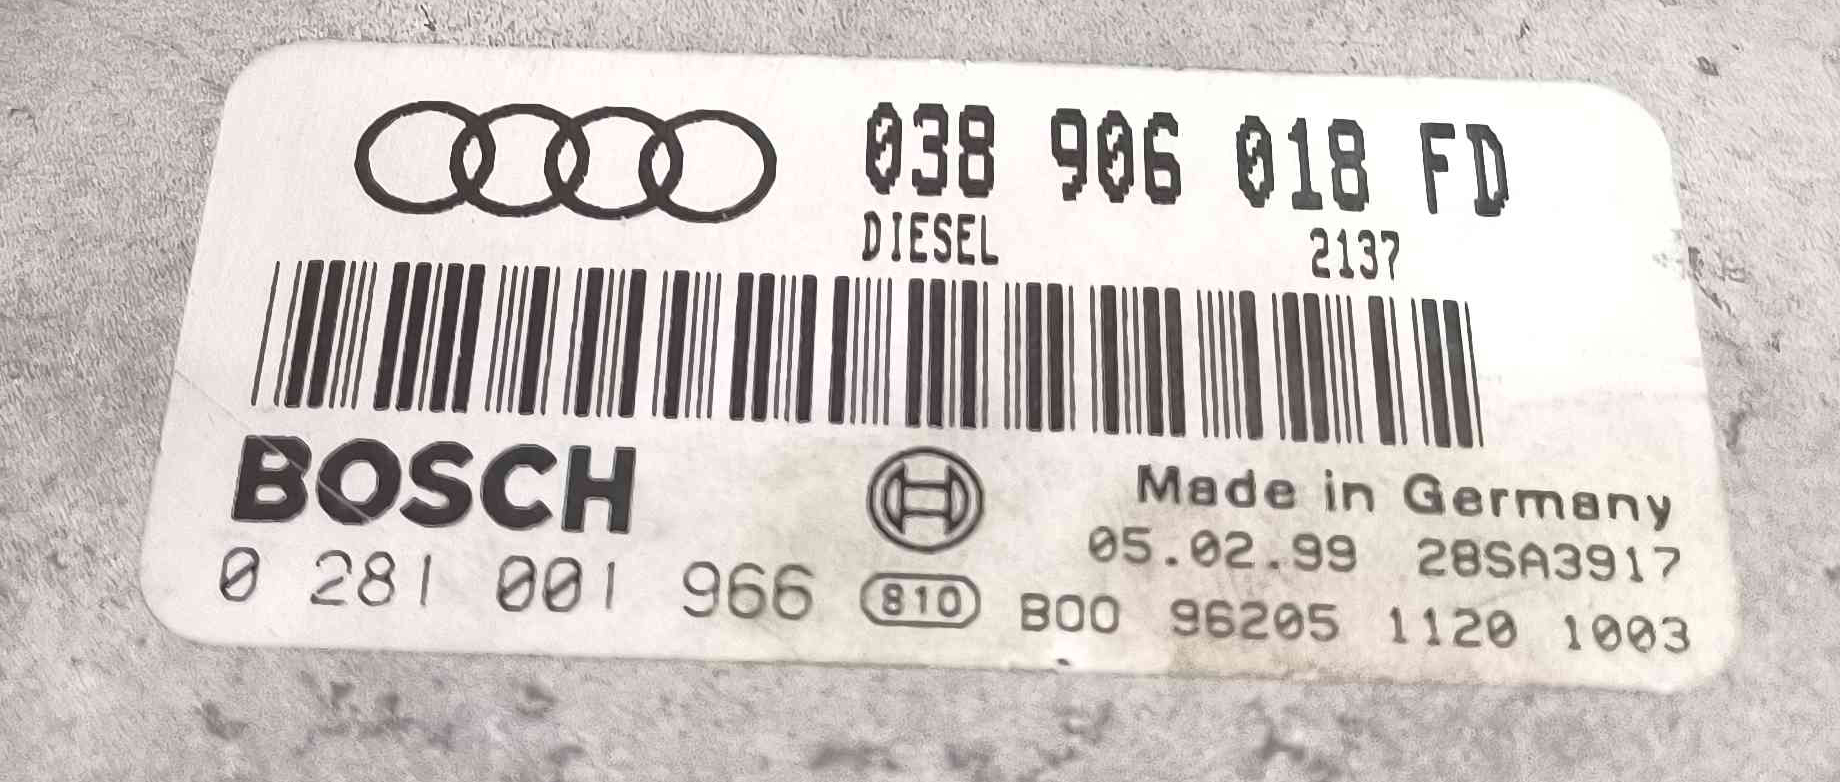 038 906 018 FD
DIESEL 2137
BOSCH
Made in Germany
05.02.99 28SA3917
0 281 001 966
810
B00 96205 1120 1003